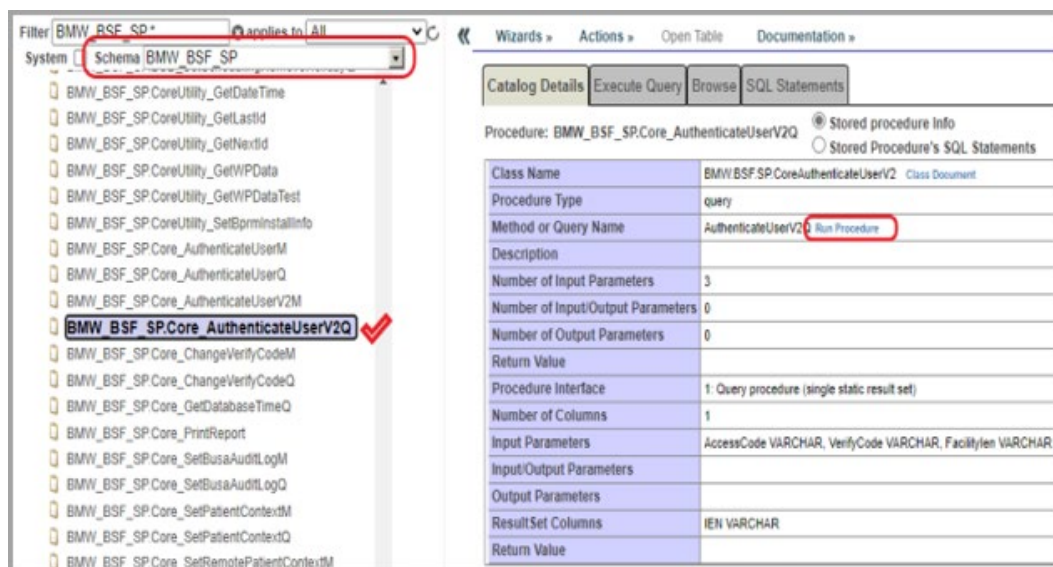 Filter BMW_BSF_SP.* applies to All
System Schema BMW_BSF_SP
BMW_BSF_SP.CoreUtility_GetDateTime
BMW_BSF_SP.CoreUtility_GetLastId
BMW_BSF_SP.CoreUtility_GetNextId
BMW_BSF_SP.CoreUtility_GetWPData
BMW_BSF_SP.CoreUtility_GetWPDataTest
BMW_BSF_SP.CoreUtility_SetBprmInstallInfo
BMW_BSF_SP.Core_AuthenticateUserM
BMW_BSF_SP.Core_AuthenticateUserQ
BMW_BSF_SP.Core_AuthenticateUserV2M
BMW_BSF_SP.Core_AuthenticateUserV2Q
BMW_BSF_SP.Core_ChangeVerifyCodeM
BMW_BSF_SP.Core_ChangeVerifyCodeQ
BMW_BSF_SP.Core_GetDatabaseTimeQ
BMW_BSF_SP.Core_PrintReport
BMW_BSF_SP.Core_SetBusaAuditLogM
BMW_BSF_SP.Core_SetBusaAuditLogQ
BMW_BSF_SP.Core_SetPatientContextM
BMW_BSF_SP.Core_SetPatientContextQ
BMW_BSF_SP.Core_SetRemotePatientContextM
« Wizards » Actions » Open Table Documentation »
Catalog Details Execute Query Browse SQL Statements
Procedure: BMW_BSF_SP.Core_AuthenticateUserV2Q Stored procedure Info
Stored Procedure's SQL Statements
Class Name BMW.BSF.SP.CoreAuthenticateUserV2 Class Document
Procedure Type query
Method or Query Name AuthenticateUserV2Q Run Procedure
Description
Number of Input Parameters 3
Number of Input/Output Parameters 0
Number of Output Parameters 0
Return Value
Procedure Interface 1: Query procedure (single static result set)
Number of Columns 1
Input Parameters AccessCode VARCHAR, VerifyCode VARCHAR, FacilityIen VARCHAR
Input/Output Parameters
Output Parameters
ResultSet Columns IEN VARCHAR
Return Value